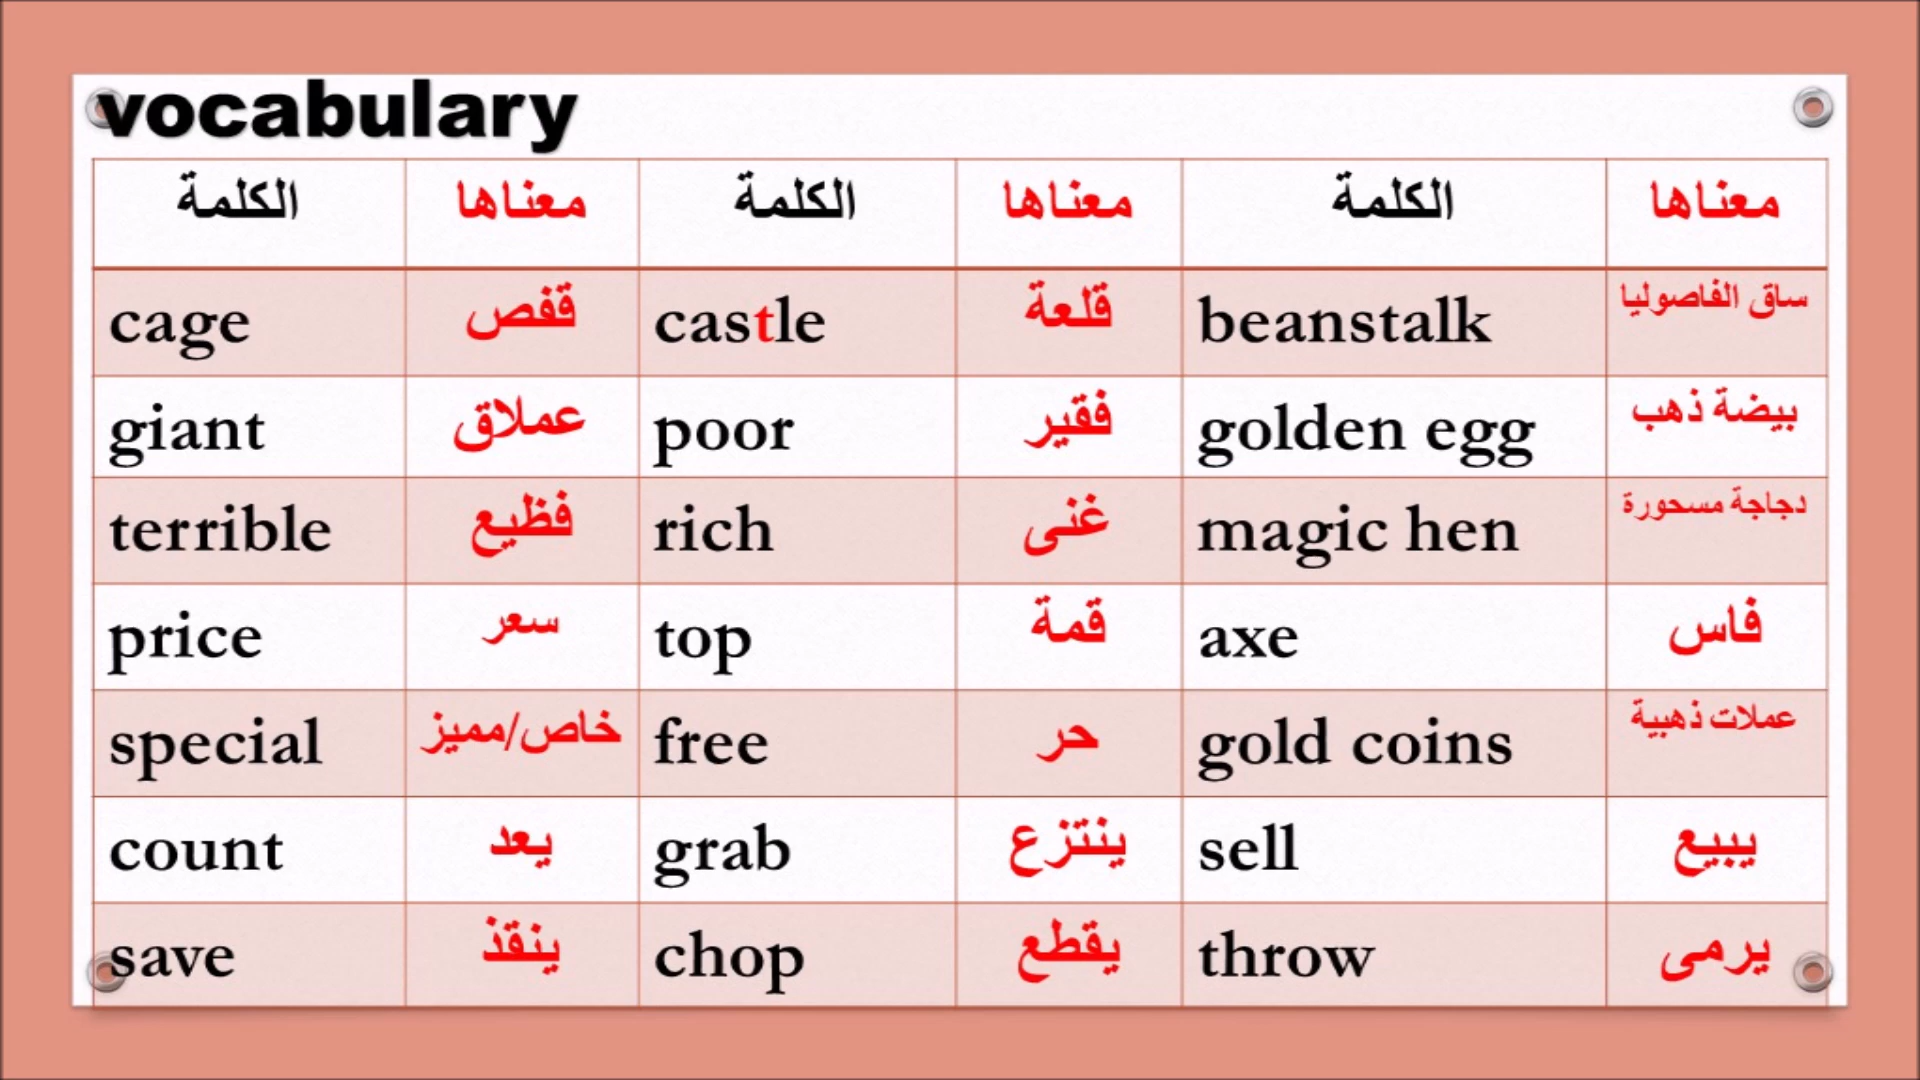 vocabulary
الكلمة معناها الكلمة معناها الكلمة معناها
cage قفص castle قلعة beanstalk ساق الفاصوليا
giant عملاق poor فقير golden egg بيضة ذهب
terrible فظيع rich غنى magic hen دجاجة مسحورة
price سعر top قمة axe فاس
special خاص/مميز free حر gold coins عملات ذهبية
count يعد grab ينتزع sell يبيع
save ينقذ chop يقطع throw يرمى